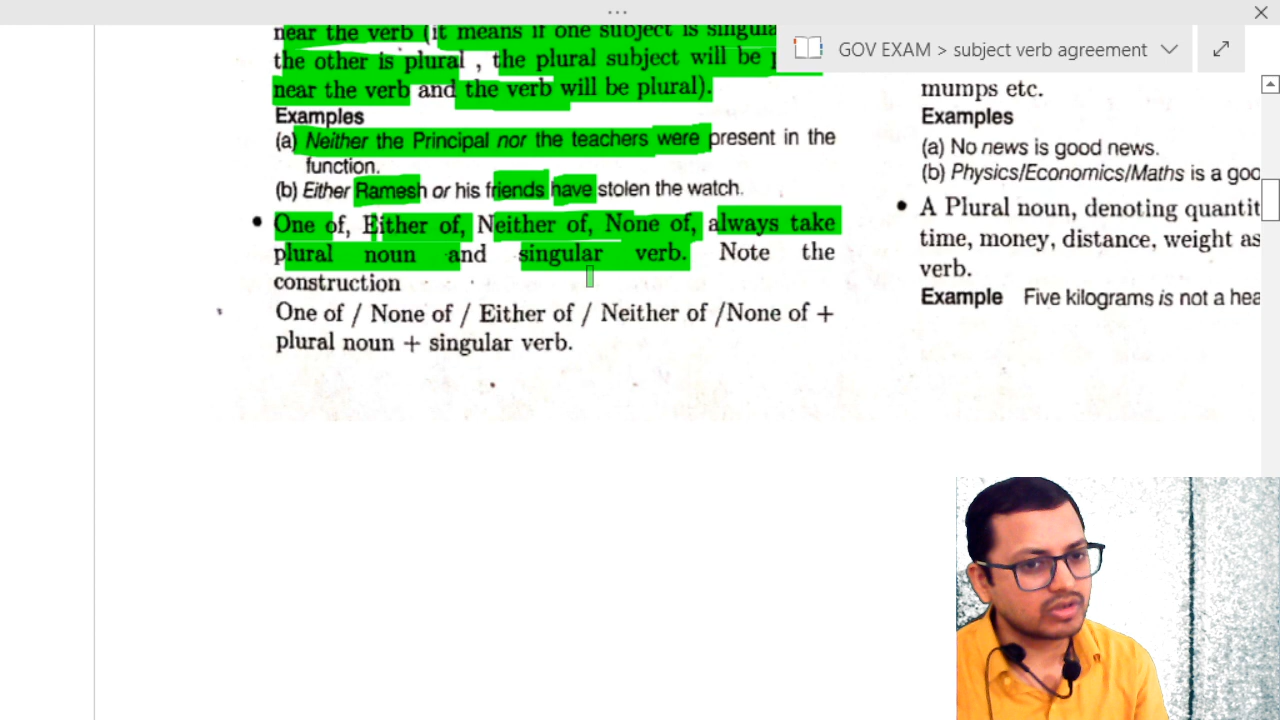 GOV EXAM > subject verb agreement
near the verb (it means if one subject is
the other is plural , the plural subject will be
near the verb and the verb will be plural).
Examples
(a) Neither the Principal nor the teachers were present in the
function.
(b) Either Ramesh or his friends have stolen the watch.
• One of, Either of, Neither of, None of, always take
plural noun and singular verb. Note the
construction
One of / None of / Either of / Neither of /None of +
plural noun + singular verb.
mumps etc.
Examples
(a) No news is good news.
(b) Physics/Economics/Maths is a
• A Plural noun, denoting
time, money, distance, weight as
verb.
Example Five kilograms is not a